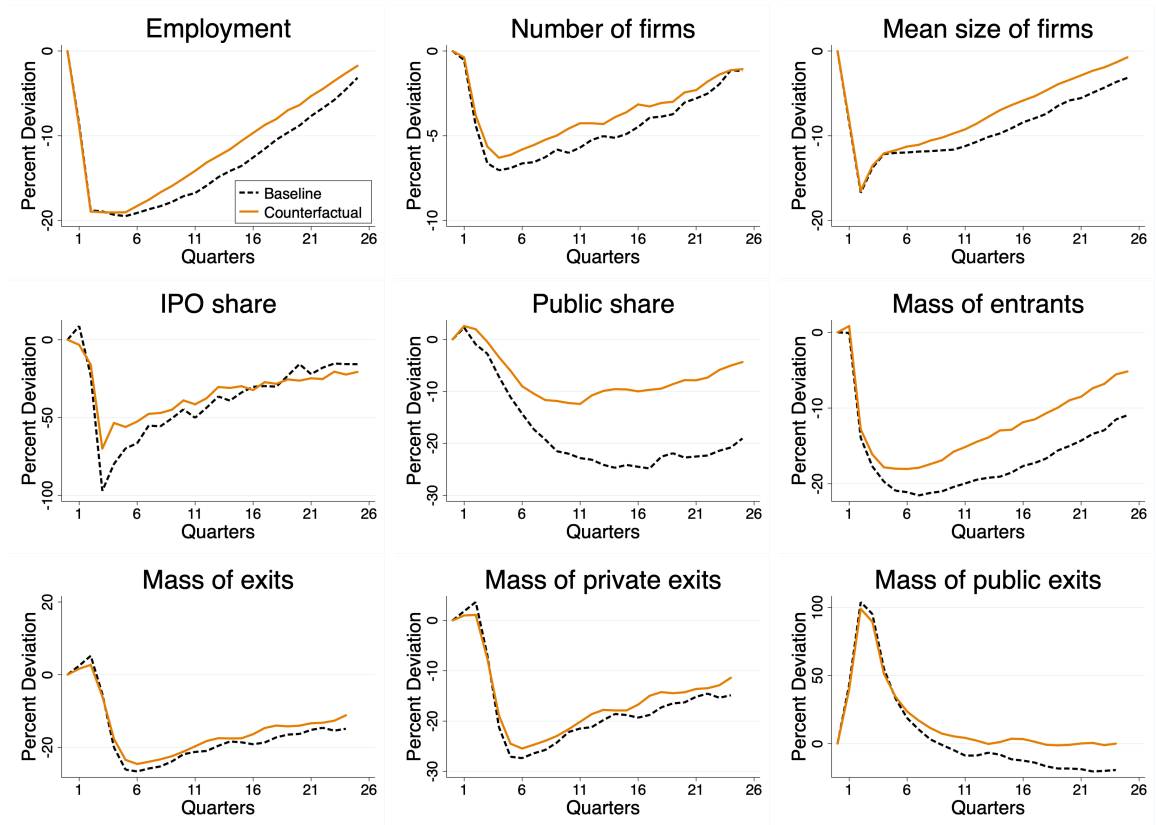 Employment
Percent Deviation
0
-10
-20
Baseline
Counterfactual
1 6 11 16 21 26
Quarters
Number of firms
Percent Deviation
0
-5
-10
1 6 11 16 21 26
Quarters
Mean size of firms
Percent Deviation
0
-10
-20
1 6 11 16 21 26
Quarters
IPO share
Percent Deviation
0
-50
-100
1 6 11 16 21 26
Quarters
Public share
Percent Deviation
0
-10
-20
-30
1 6 11 16 21 26
Quarters
Mass of entrants
Percent Deviation
0
-10
-20
1 6 11 16 21 26
Quarters
Mass of exits
Percent Deviation
20
0
-20
1 6 11 16 21 26
Quarters
Mass of private exits
Percent Deviation
0
-10
-20
-30
1 6 11 16 21 26
Quarters
Mass of public exits
Percent Deviation
100
50
0
1 6 11 16 21 26
Quarters